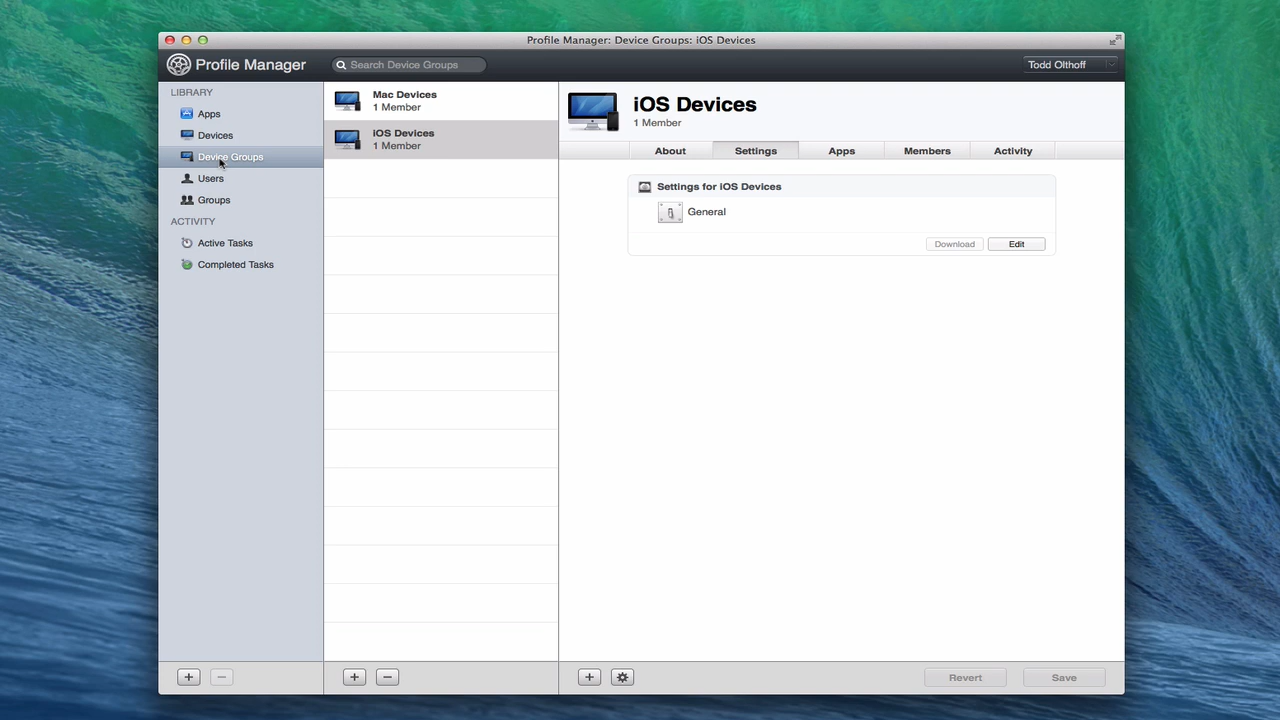 Profile Manager: Device Groups: iOS Devices
Profile Manager
Search Device Groups
Todd Olthoff
LIBRARY
Apps
Devices
Device Groups
Users
Groups
ACTIVITY
Active Tasks
Completed Tasks
Mac Devices
1 Member
iOS Devices
1 Member
iOS Devices
1 Member
About Settings Apps Members Activity
Settings for iOS Devices
General
Download Edit
Revert Save